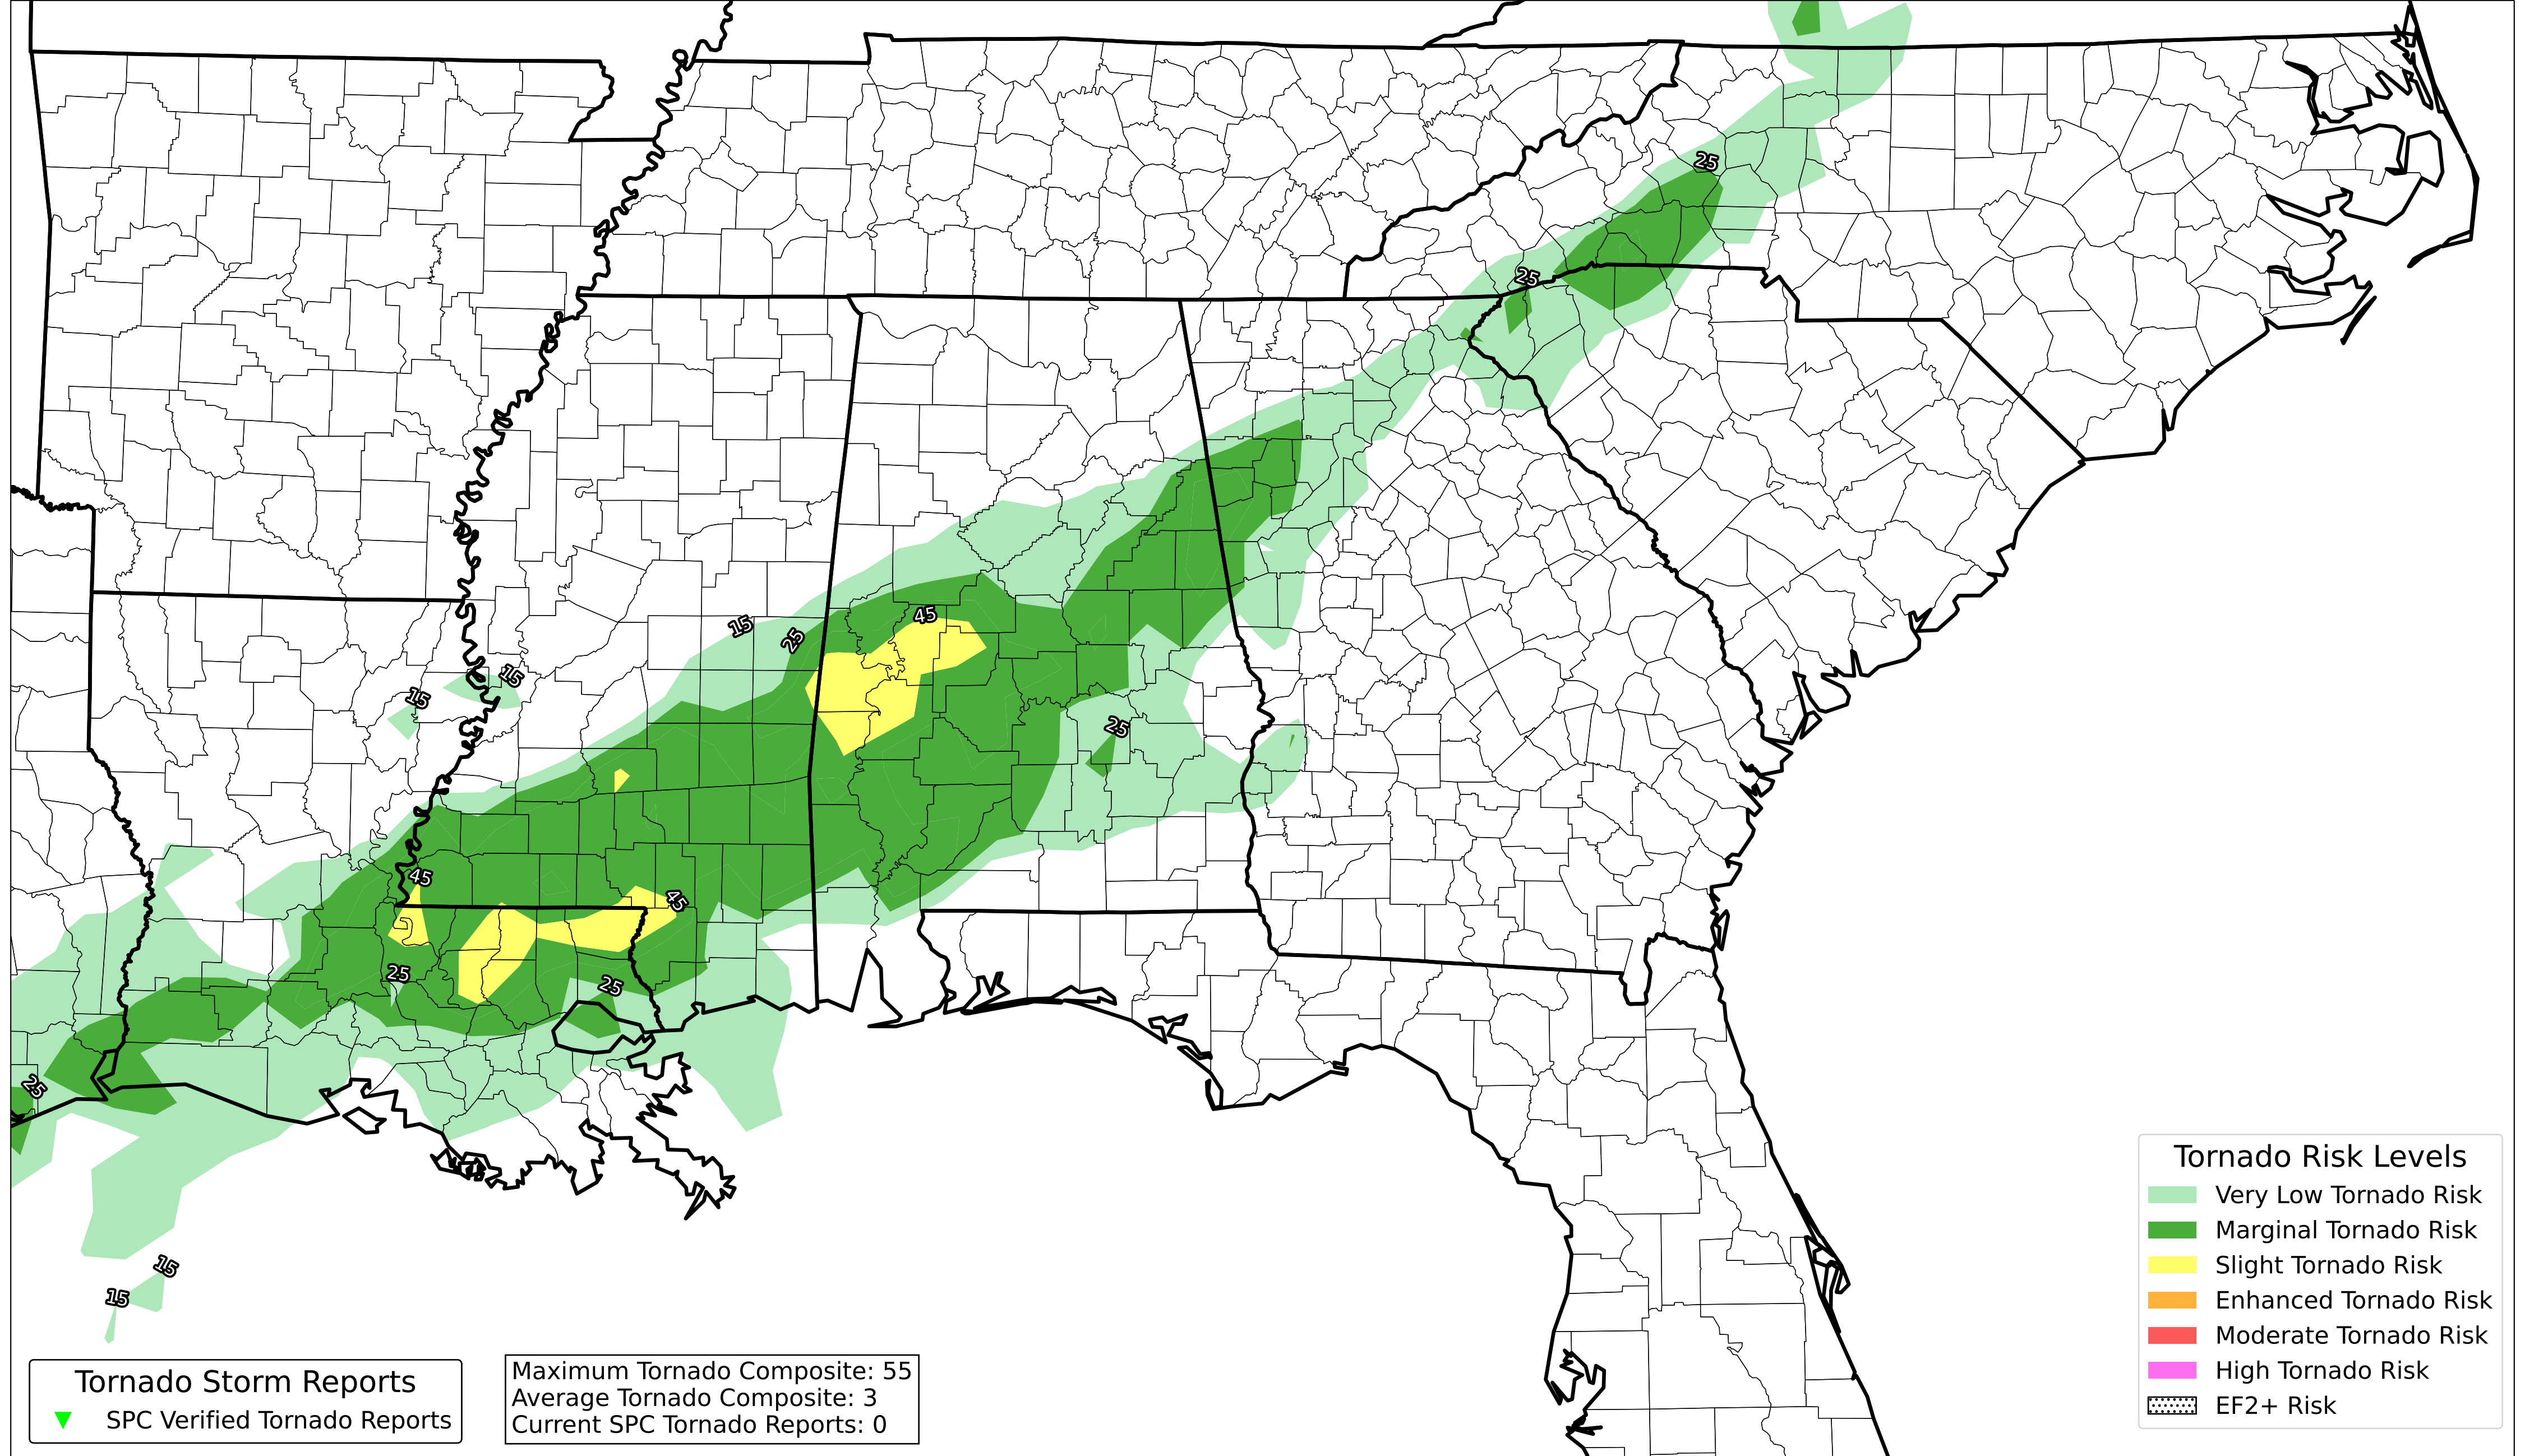 25
25
45
15
25
15
15
25
45
45
25
25
25
15
15
Tornado Risk Levels
Very Low Tornado Risk
Marginal Tornado Risk
Slight Tornado Risk
Enhanced Tornado Risk
Moderate Tornado Risk
High Tornado Risk
EF2+ Risk
Tornado Storm Reports
SPC Verified Tornado Reports
Maximum Tornado Composite: 55
Average Tornado Composite: 3
Current SPC Tornado Reports: 0